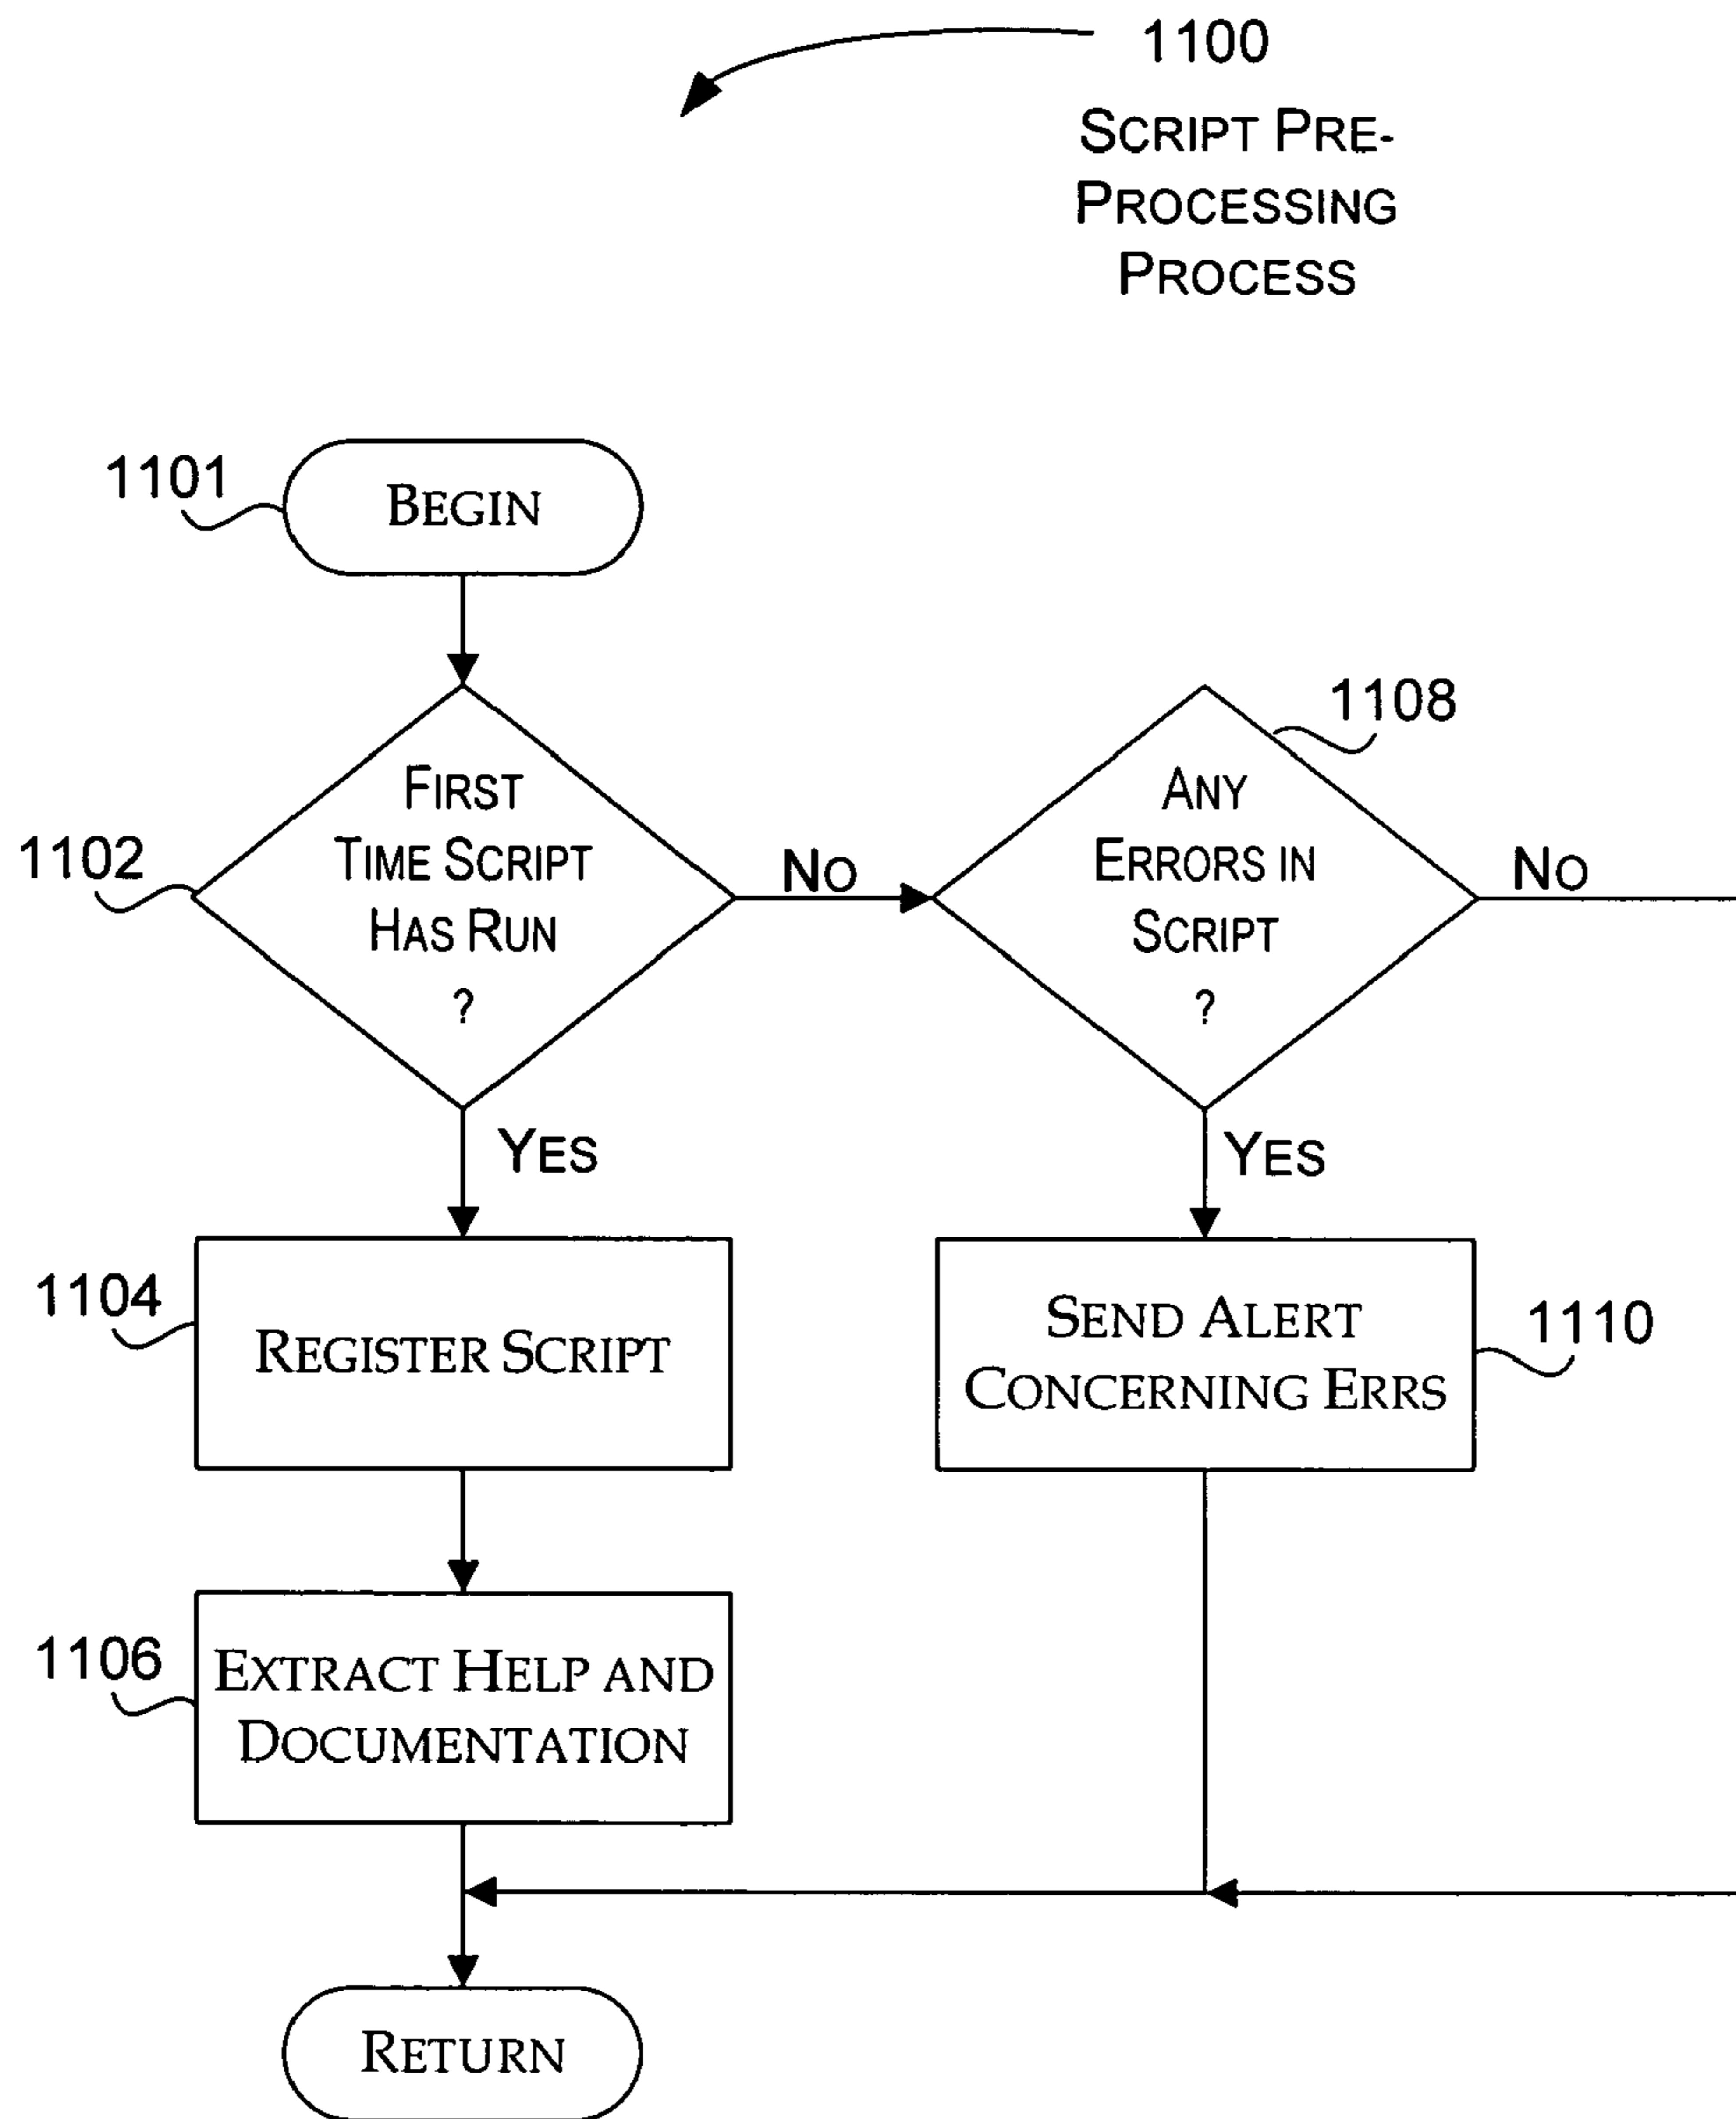 1100
SCRIPT PRE-
PROCESSING
PROCESS
1101
BEGIN
1102
FIRST
TIME SCRIPT
HAS RUN
?
NO
1108
ANY
ERRORS IN
SCRIPT
?
NO
YES
YES
1104
REGISTER SCRIPT
SEND ALERT
CONCERNING ERRS
1110
1106
EXTRACT HELP AND
DOCUMENTATION
RETURN